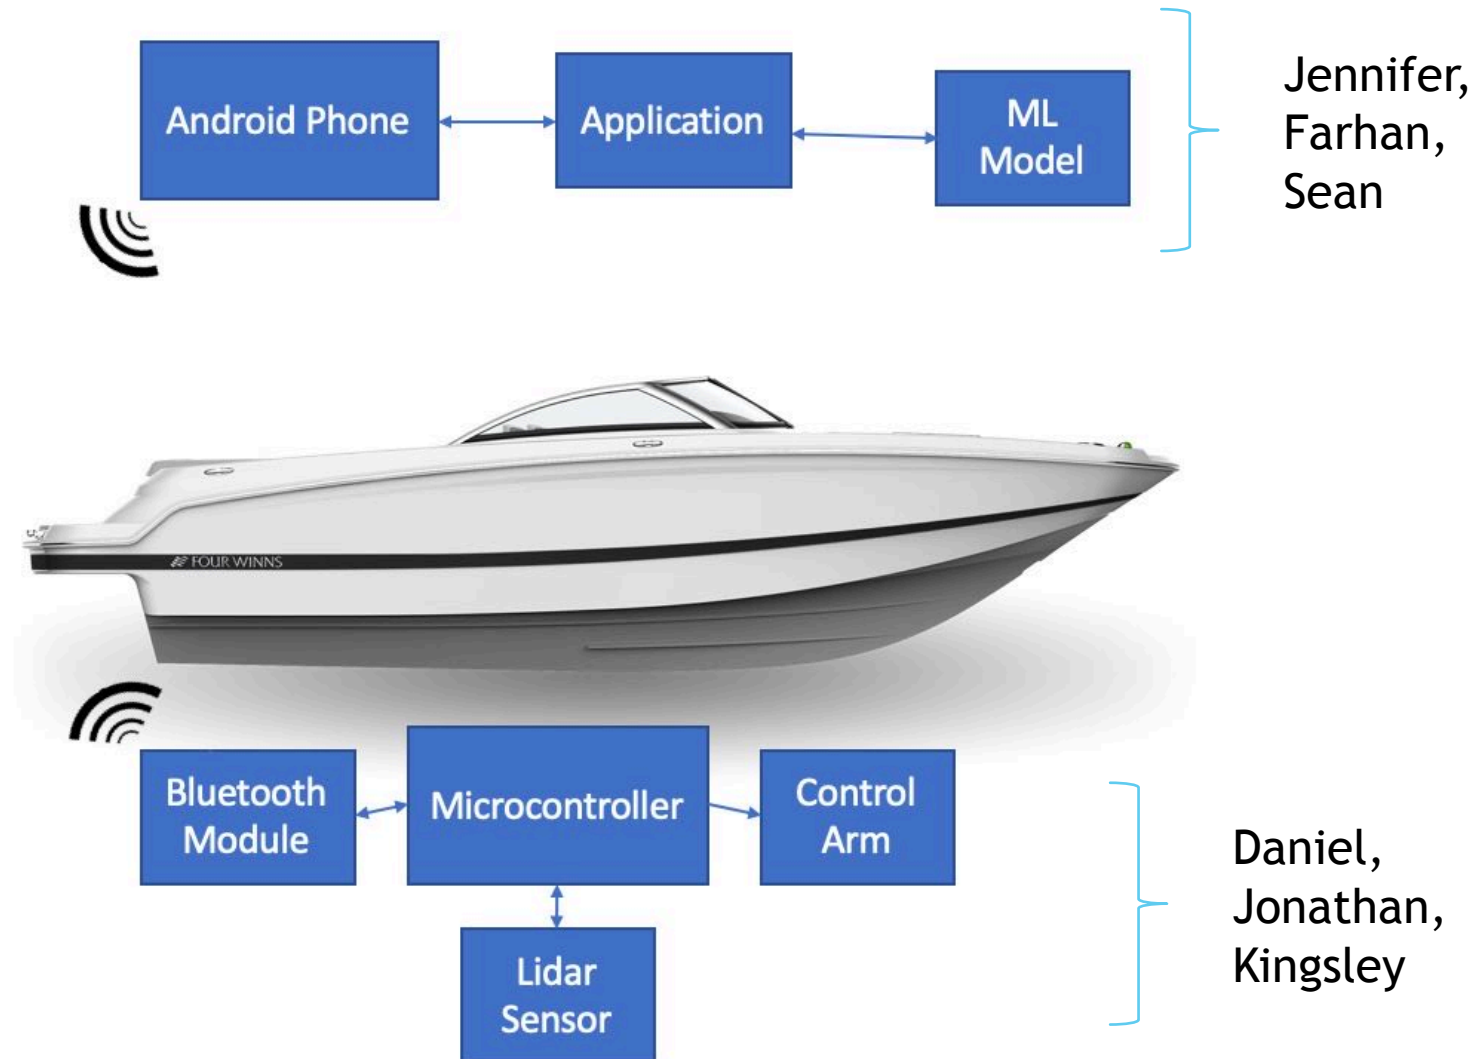 Android Phone
Application
ML
Model
Jennifer,
Farhan,
Sean
FOUR WINNS
Bluetooth
Module
Microcontroller
Control
Arm
Lidar
Sensor
Daniel,
Jonathan,
Kingsley